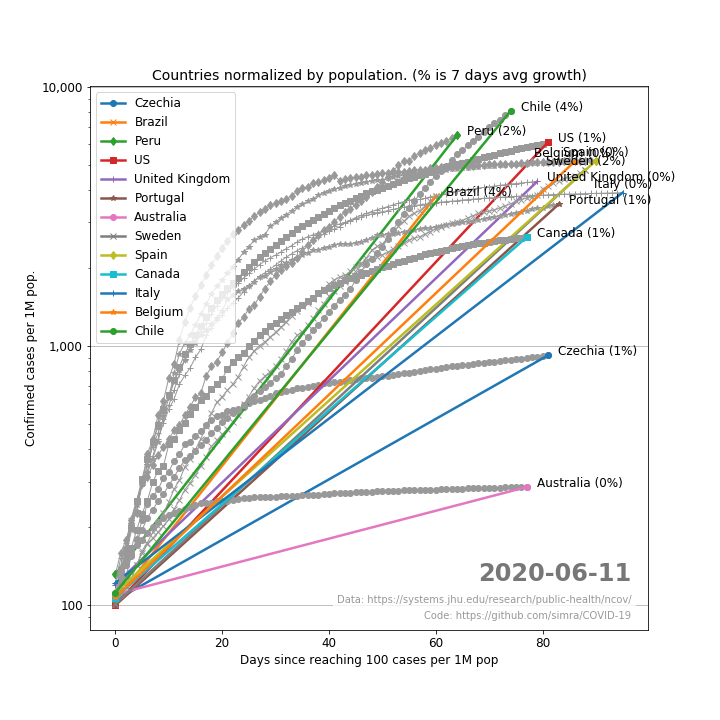 Countries normalized by population. (% is 7 days avg growth)
10,000
1,000
100
Confirmed cases per 1M pop.
Czechia
Brazil
Peru
US
United Kingdom
Portugal
Australia
Sweden
Spain
Canada
Italy
Belgium
Chile
Chile (4%)
Peru (2%)
US (1%)
Belgium (0%)
Spain (0%)
Sweden (2%)
United Kingdom (0%)
Italy (0%)
Brazil (4%)
Portugal (1%)
Canada (1%)
Czechia (1%)
Australia (0%)
2020-06-11
Data: https://systems.jhu.edu/research/public-health/ncov/
Code: https://github.com/simra/COVID-19
0 20 40 60 80
Days since reaching 100 cases per 1M pop